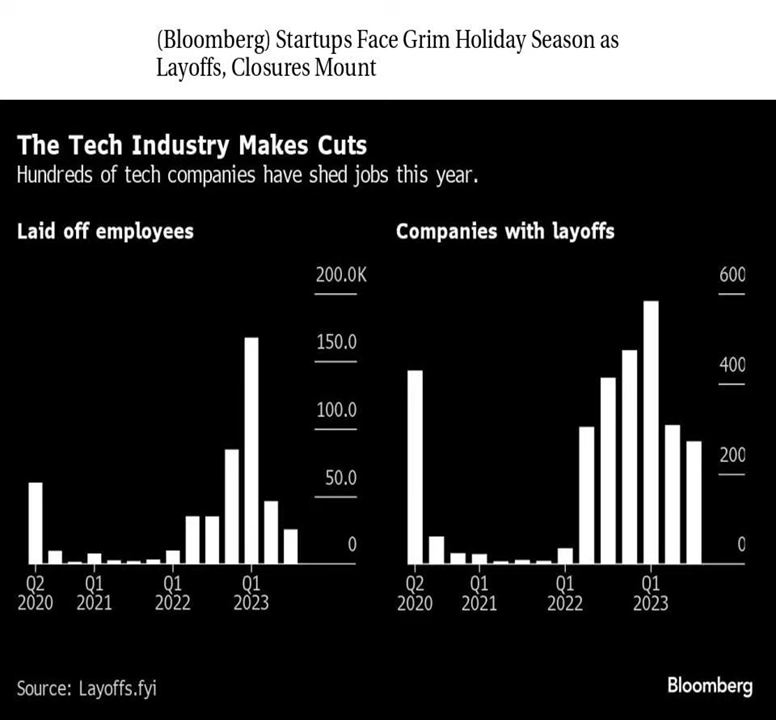 (Bloomberg) Startups Face Grim Holiday Season as
Layoffs, Closures Mount
The Tech Industry Makes Cuts
Hundreds of tech companies have shed jobs this year.
Laid off employees
200.0K
150.0
100.0
50.0
0
Q2 Q1 Q1 Q1
2020 2021 2022 2023
Companies with layoffs
600
400
200
0
Q2 Q1 Q1 Q1
2020 2021 2022 2023
Source: Layoffs.fyi
Bloomberg